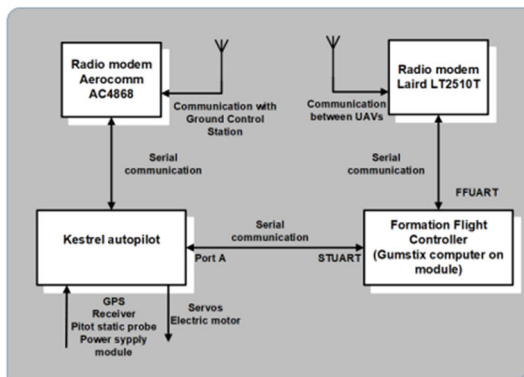 Radio modem
Aerocomm
AC4868
Communication with
Ground Control
Station
Communication
between UAVs
Radio modem
Laird LT2510T
Serial
communication
Serial
communication
FFUART
Kestrel autopilot
Port A
Serial
communication
STUART
Formation Flight
Controller
(Gumstix computer on
module)
GPS
Receiver
Pitot static probe
Power sypply
module
Servos
Electric motor